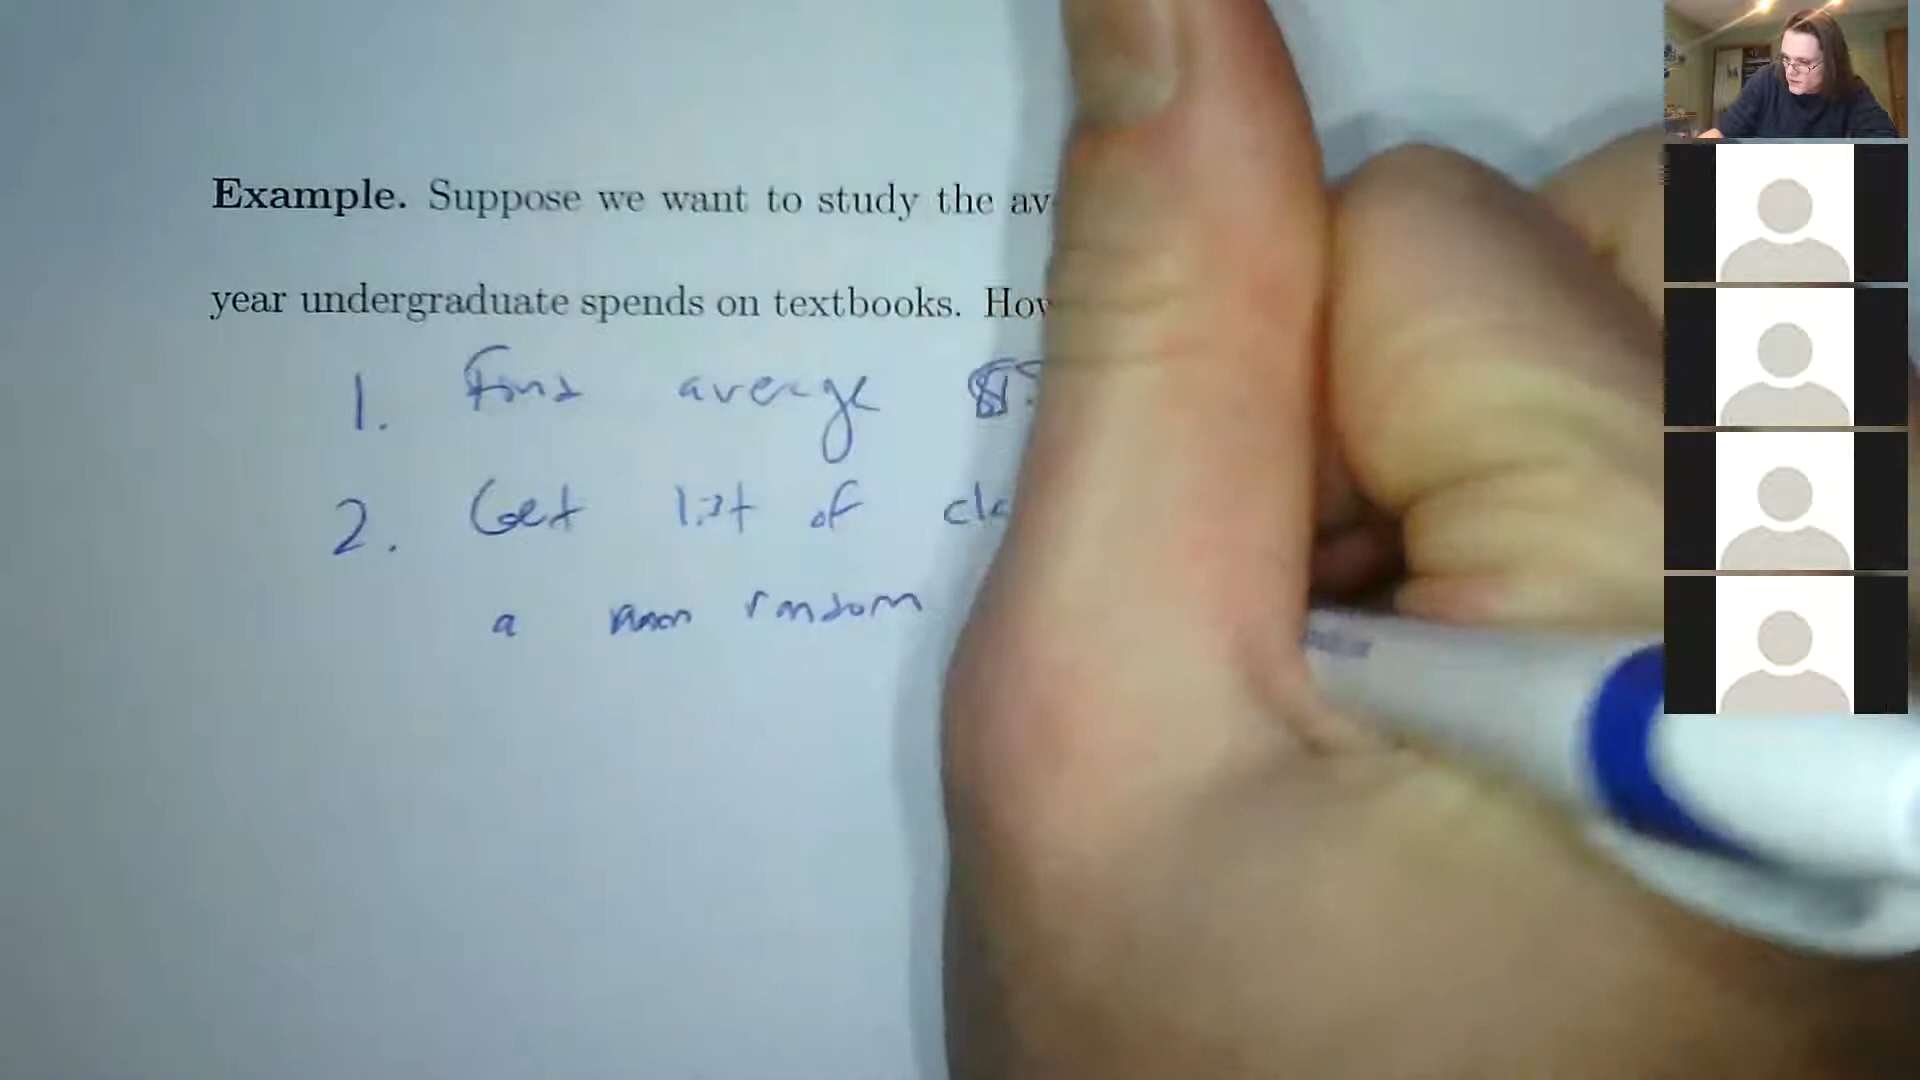 Example. Suppose we want to study the av
year undergraduate spends on textbooks. How
1. Find average $
2. Get list of cla
a random